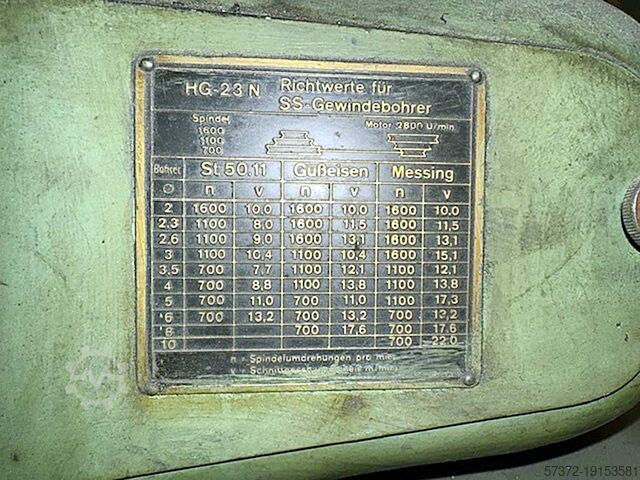 HG-23 N Richtwerte für
SS-Gewindebohrer
Spindel Motor 2800 U/min
1600
1100
700
Bohrer St 50.11 Gußeisen Messing
Ø n v n v n v
2 1600 10,0 1600 10,0 1600 10,0
2.3 1100 8,0 1600 11,5 1600 11,5
2.6 1100 9,0 1600 13,1 1600 13,1
3 1100 10,4 1100 10,4 1600 15,1
3.5 700 7,7 1100 12,1 1100 12,1
4 700 8,8 1100 13,8 1100 13,8
5 700 11,0 700 11,0 1100 17,3
6 700 13,2 700 13,2 700 13,2
8 700 17,6 700 17,6
10 700 22,0
n = Spindelumdrehungen pro min
v = m/min
57372-19153581